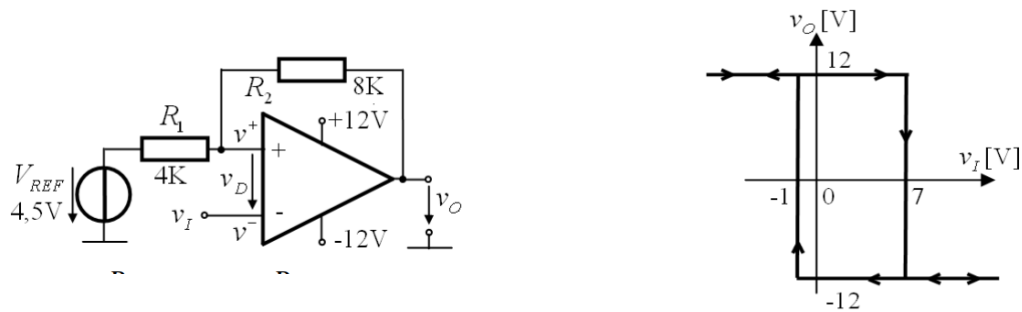 R₂
8K
R₁
4K
V_REF
4,5V
v⁺
+
v_D
-
v⁻
v_I
+12V
-12V
v_O
v_O [V]
12
v_I [V]
-1
0
7
-12